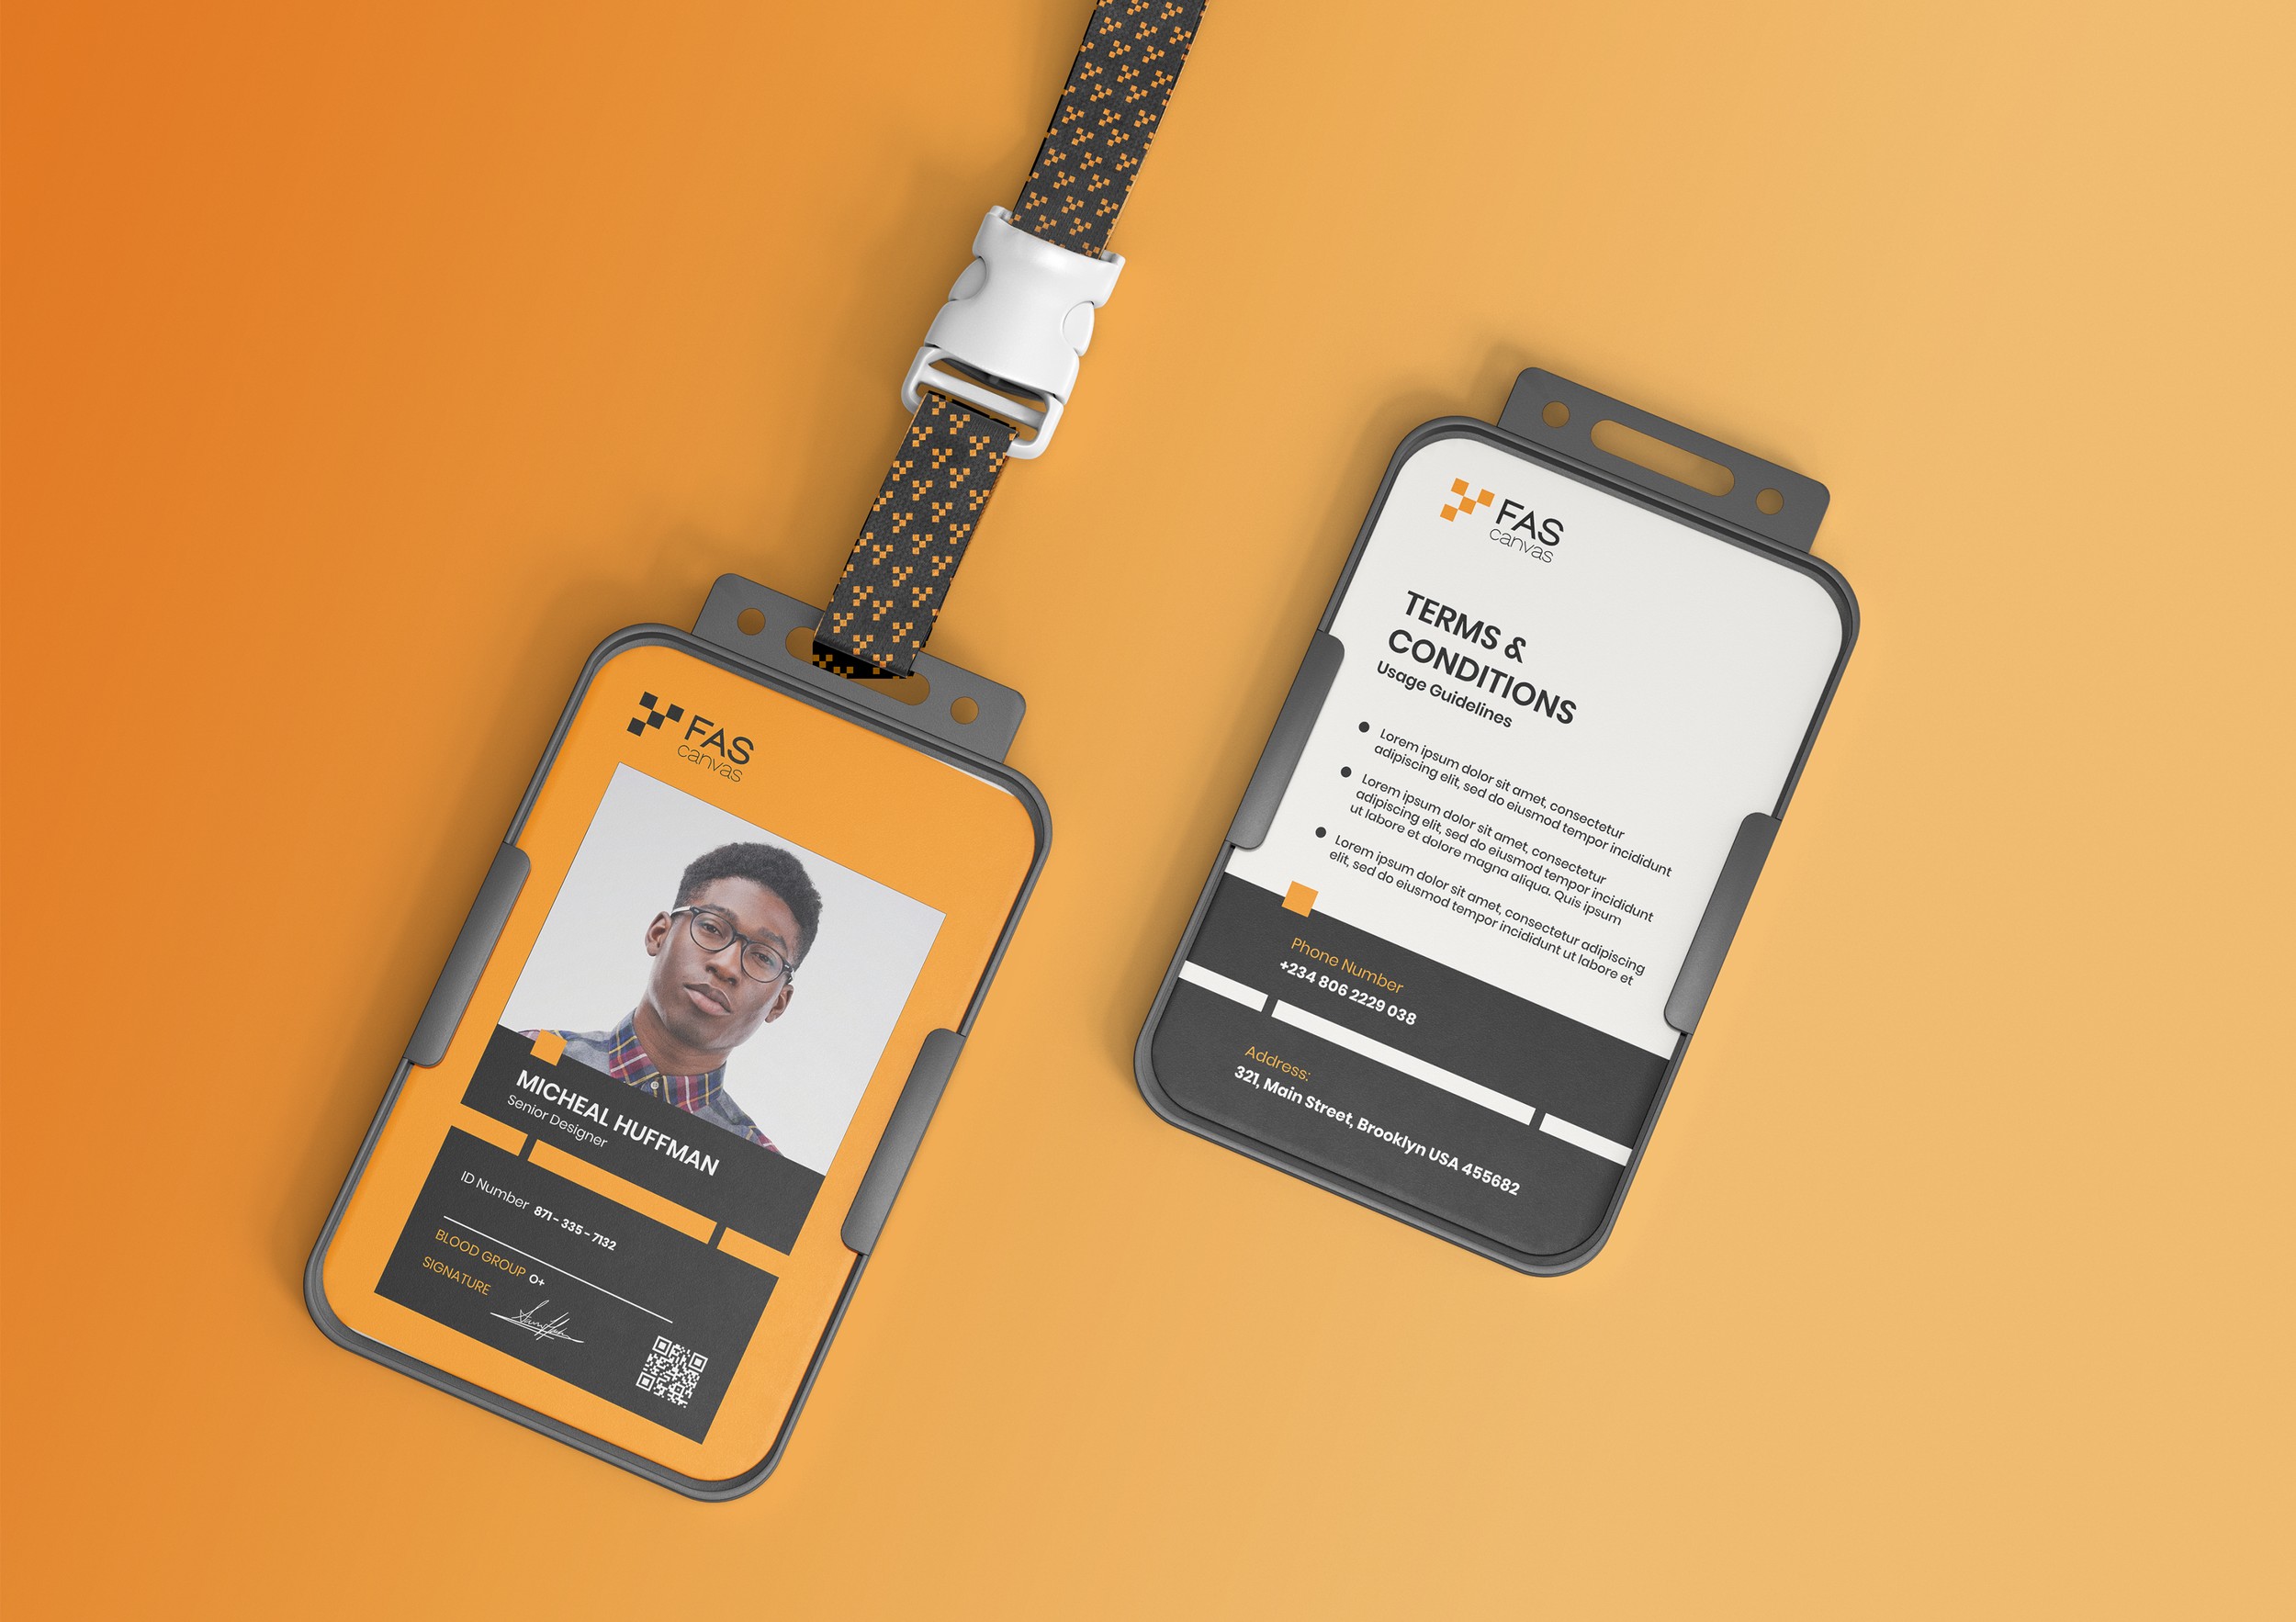 FAS
canvas
MICHEAL HUFFMAN
Senior Designer
ID Number 871 - 335 - 7132
BLOOD GROUP O+
SIGNATURE
FAS
canvas
TERMS &
CONDITIONS
Usage Guidelines
Lorem ipsum dolor sit amet, consectetur
adipiscing elit, sed do eiusmod tempor incididunt
Lorem ipsum dolor sit amet, consectetur
adipiscing elit, sed do eiusmod tempor incididunt
ut labore et dolore magna aliqua. Quis ipsum
Lorem ipsum dolor sit amet, consectetur adipiscing
elit, sed do eiusmod tempor incididunt ut labore et
Phone Number
+234 806 2229 038
Address:
321, Main Street, Brooklyn USA 455682